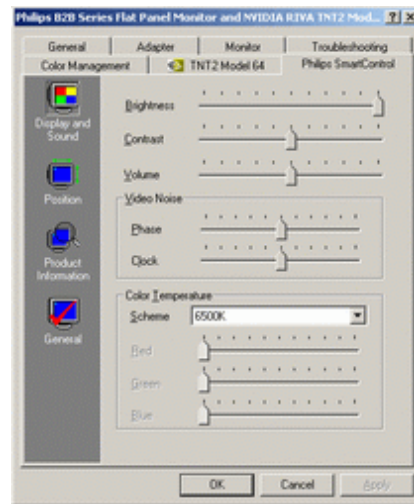 Philips B2B Series Flat Panel Monitor and NVIDIA RIVA TNT2 Mod...
General Adapter Monitor Troubleshooting
Color Management TNT2 Model 64 Philips SmartControl
Display and
Sound
Position
Product
Information
General
Brightness
Contrast
Volume
Video Noise
Phase
Clock
Color Temperature
Scheme 6500K
Red
Green
Blue
OK Cancel Apply